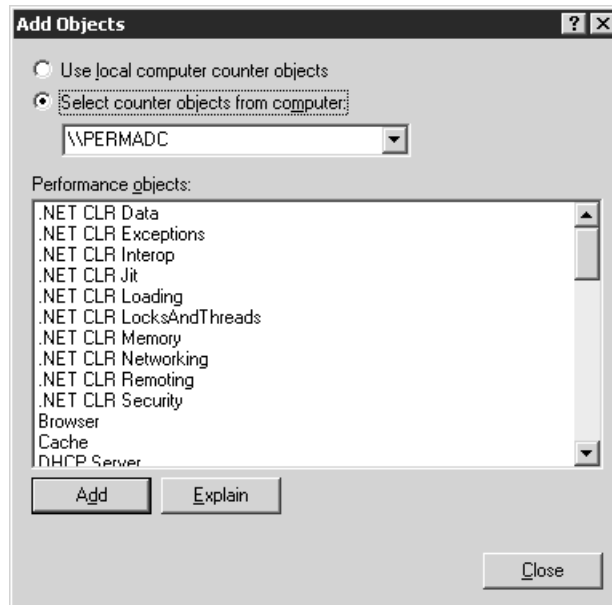 Add Objects
Use local computer counter objects
Select counter objects from computer:
\\PERMADC
Performance objects:
.NET CLR Data
.NET CLR Exceptions
.NET CLR Interop
.NET CLR Jit
.NET CLR Loading
.NET CLR LocksAndThreads
.NET CLR Memory
.NET CLR Networking
.NET CLR Remoting
.NET CLR Security
Browser
Cache
DHCP Server
Add Explain
Close